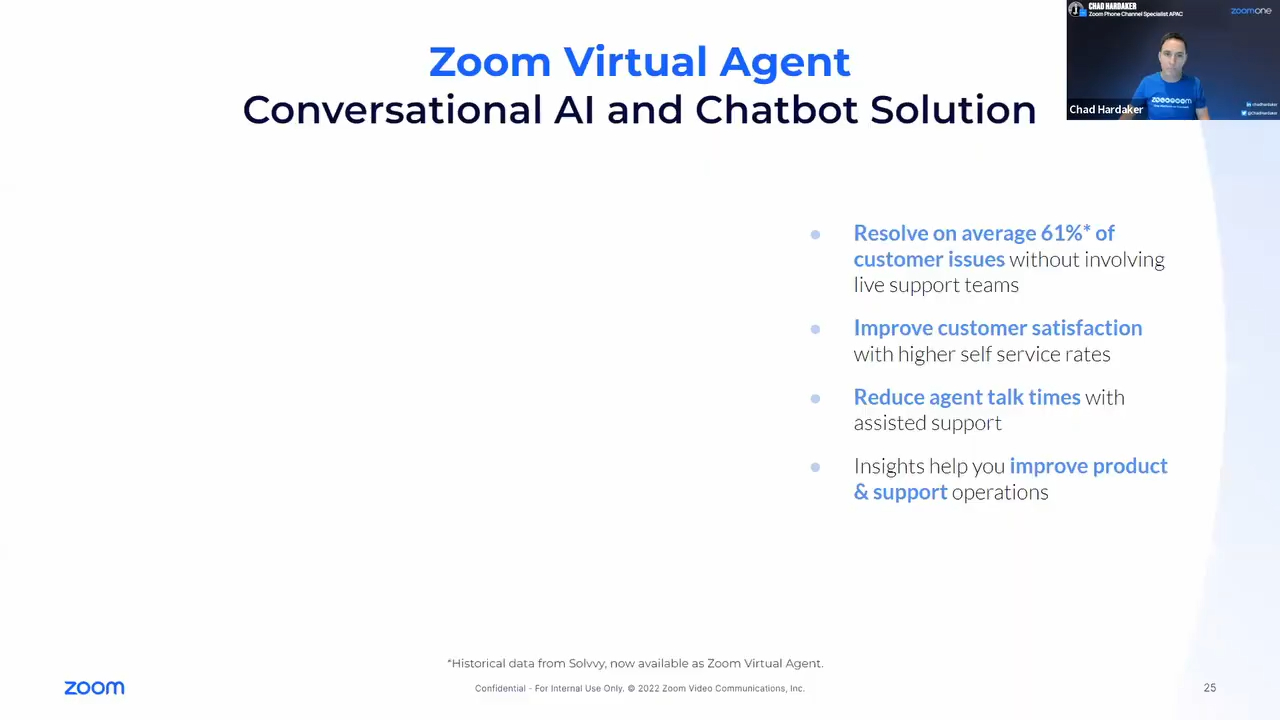 Zoom Virtual Agent
Conversational AI and Chatbot Solution
CHAD HARDAKER
Zoom Phone Channel Specialist APAC
zoomone
zoooooom
Chad Hardaker
chadhardaker
@ChadHardaker
Resolve on average 61%* of
customer issues without involving
live support teams
Improve customer satisfaction
with higher self service rates
Reduce agent talk times with
assisted support
Insights help you improve product
& support operations
*Historical data from Solvvy, now available as Zoom Virtual Agent.
zoom
Confidential - For Internal Use Only. © 2022 Zoom Video Communications, Inc.
25